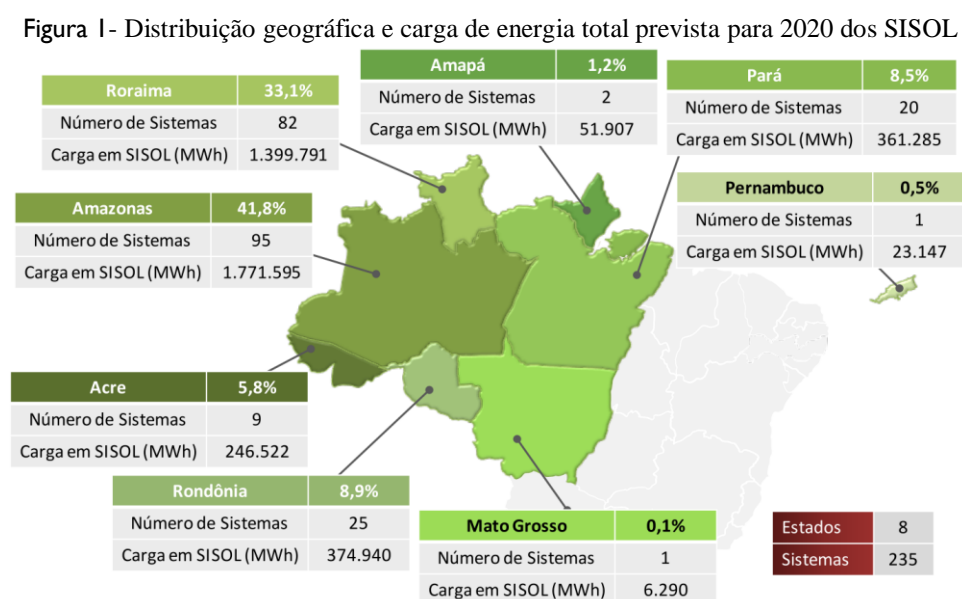 Figura 1- Distribuição geográfica e carga de energia total prevista para 2020 dos SISOL
Roraima 33,1%
Número de Sistemas 82
Carga em SISOL (MWh) 1.399.791
Amapá 1,2%
Número de Sistemas 2
Carga em SISOL (MWh) 51.907
Pará 8,5%
Número de Sistemas 20
Carga em SISOL (MWh) 361.285
Pernambuco 0,5%
Número de Sistemas 1
Carga em SISOL (MWh) 23.147
Amazonas 41,8%
Número de Sistemas 95
Carga em SISOL (MWh) 1.771.595
Acre 5,8%
Número de Sistemas 9
Carga em SISOL (MWh) 246.522
Rondônia 8,9%
Número de Sistemas 25
Carga em SISOL (MWh) 374.940
Mato Grosso 0,1%
Número de Sistemas 1
Carga em SISOL (MWh) 6.290
Estados 8
Sistemas 235